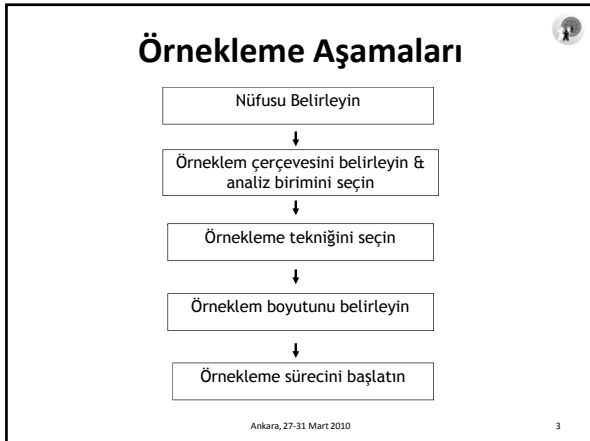 Örnekleme Aşamaları
Nüfusu Belirleyin
Örneklem çerçevesini belirleyin &
analiz birimini seçin
Örnekleme tekniğini seçin
Örneklem boyutunu belirleyin
Örnekleme sürecini başlatın
Ankara, 27-31 Mart 2010
3